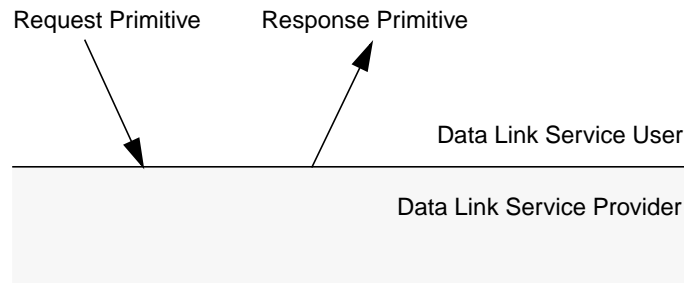 Request Primitive
Response Primitive
Data Link Service User
Data Link Service Provider